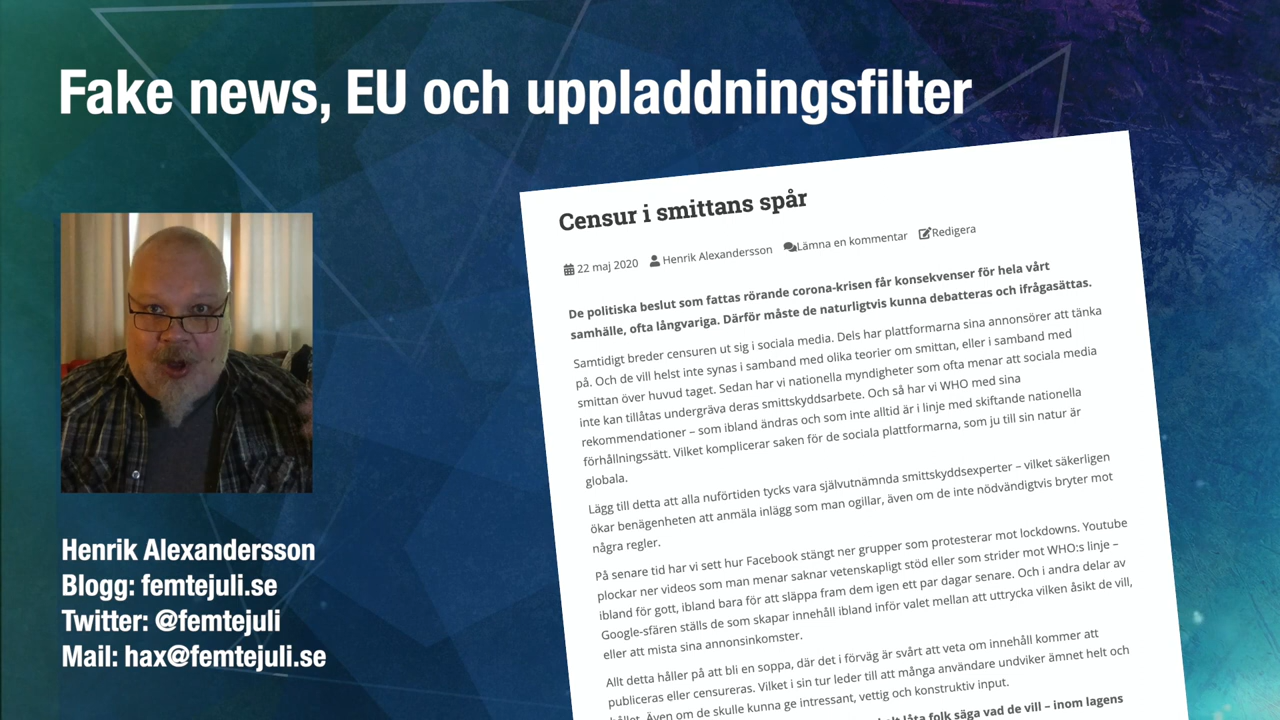 Fake news, EU och uppladdningsfilter
Henrik Alexandersson
Blogg: femtejuli.se
Twitter: @femtejuli
Mail: hax@femtejuli.se
Censur i smittans spår
22 maj 2020 Henrik Alexandersson Lämna en kommentar Redigera
De politiska beslut som fattas rörande corona-krisen får konsekvenser för hela vårt
samhälle, ofta långvariga. Därför måste de naturligtvis kunna debatteras och ifrågasättas.
Samtidigt breder censuren ut sig i sociala media. Dels har plattformarna sina annonsörer att tänka
på. Och de vill helst inte synas i samband med olika teorier om smittan, eller i samband med
smittan över huvud taget. Sedan har vi nationella myndigheter som ofta menar att sociala media
inte kan tillåtas undergräva deras smittskyddsarbete. Och så har vi WHO med sina
rekommendationer – som ibland ändras och som inte alltid är i linje med skiftande nationella
förhållningssätt. Vilket komplicerar saken för de sociala plattformarna, som ju till sin natur är
globala.
Lägg till detta att alla nuförtiden tycks vara självutnämnda smittskyddsexperter – vilket säkerligen
ökar benägenheten att anmäla inlägg som man ogillar, även om de inte nödvändigtvis bryter mot
några regler.
På senare tid har vi sett hur Facebook stängt ner grupper som protesterar mot lockdowns. Youtube
plockar ner videos som man menar saknar vetenskapligt stöd eller som strider mot WHO:s linje –
ibland för gott, ibland bara för att släppa fram dem igen ett par dagar senare. Och i andra delar av
Google-sfären ställs de som skapar innehåll ibland inför valet mellan att uttrycka vilken åsikt de vill,
eller att mista sina annonsinkomster.
Allt detta håller på att bli en soppa, där det i förväg är svårt att veta om innehåll kommer att
publiceras eller censureras. Vilket i sin tur leder till att många användare undviker ämnet helt och
hållet. Även om de skulle kunna ge intressant, vettig och konstruktiv input.
låta folk säga vad de vill – inom lagens